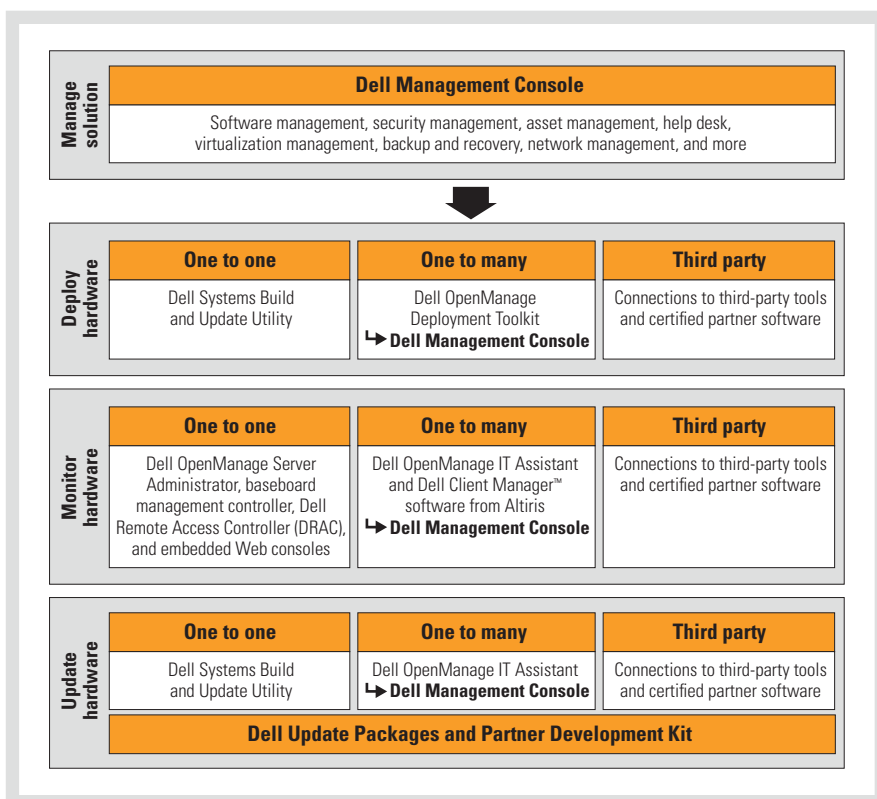 Manage
solution
Dell Management Console
Software management, security management, asset management, help desk,
virtualization management, backup and recovery, network management, and more
Deploy
hardware
One to one
Dell Systems Build
and Update Utility
One to many
Dell OpenManage
Deployment Toolkit
Dell Management Console
Third party
Connections to third-party tools
and certified partner software
Monitor
hardware
One to one
Dell OpenManage Server
Administrator, baseboard
management controller, Dell
Remote Access Controller (DRAC),
and embedded Web consoles
One to many
Dell OpenManage IT Assistant
and Dell Client Manager™
software from Altiris
Dell Management Console
Third party
Connections to third-party tools
and certified partner software
Update
hardware
One to one
Dell Systems Build
and Update Utility
One to many
Dell OpenManage IT Assistant
Dell Management Console
Third party
Connections to third-party tools
and certified partner software
Dell Update Packages and Partner Development Kit